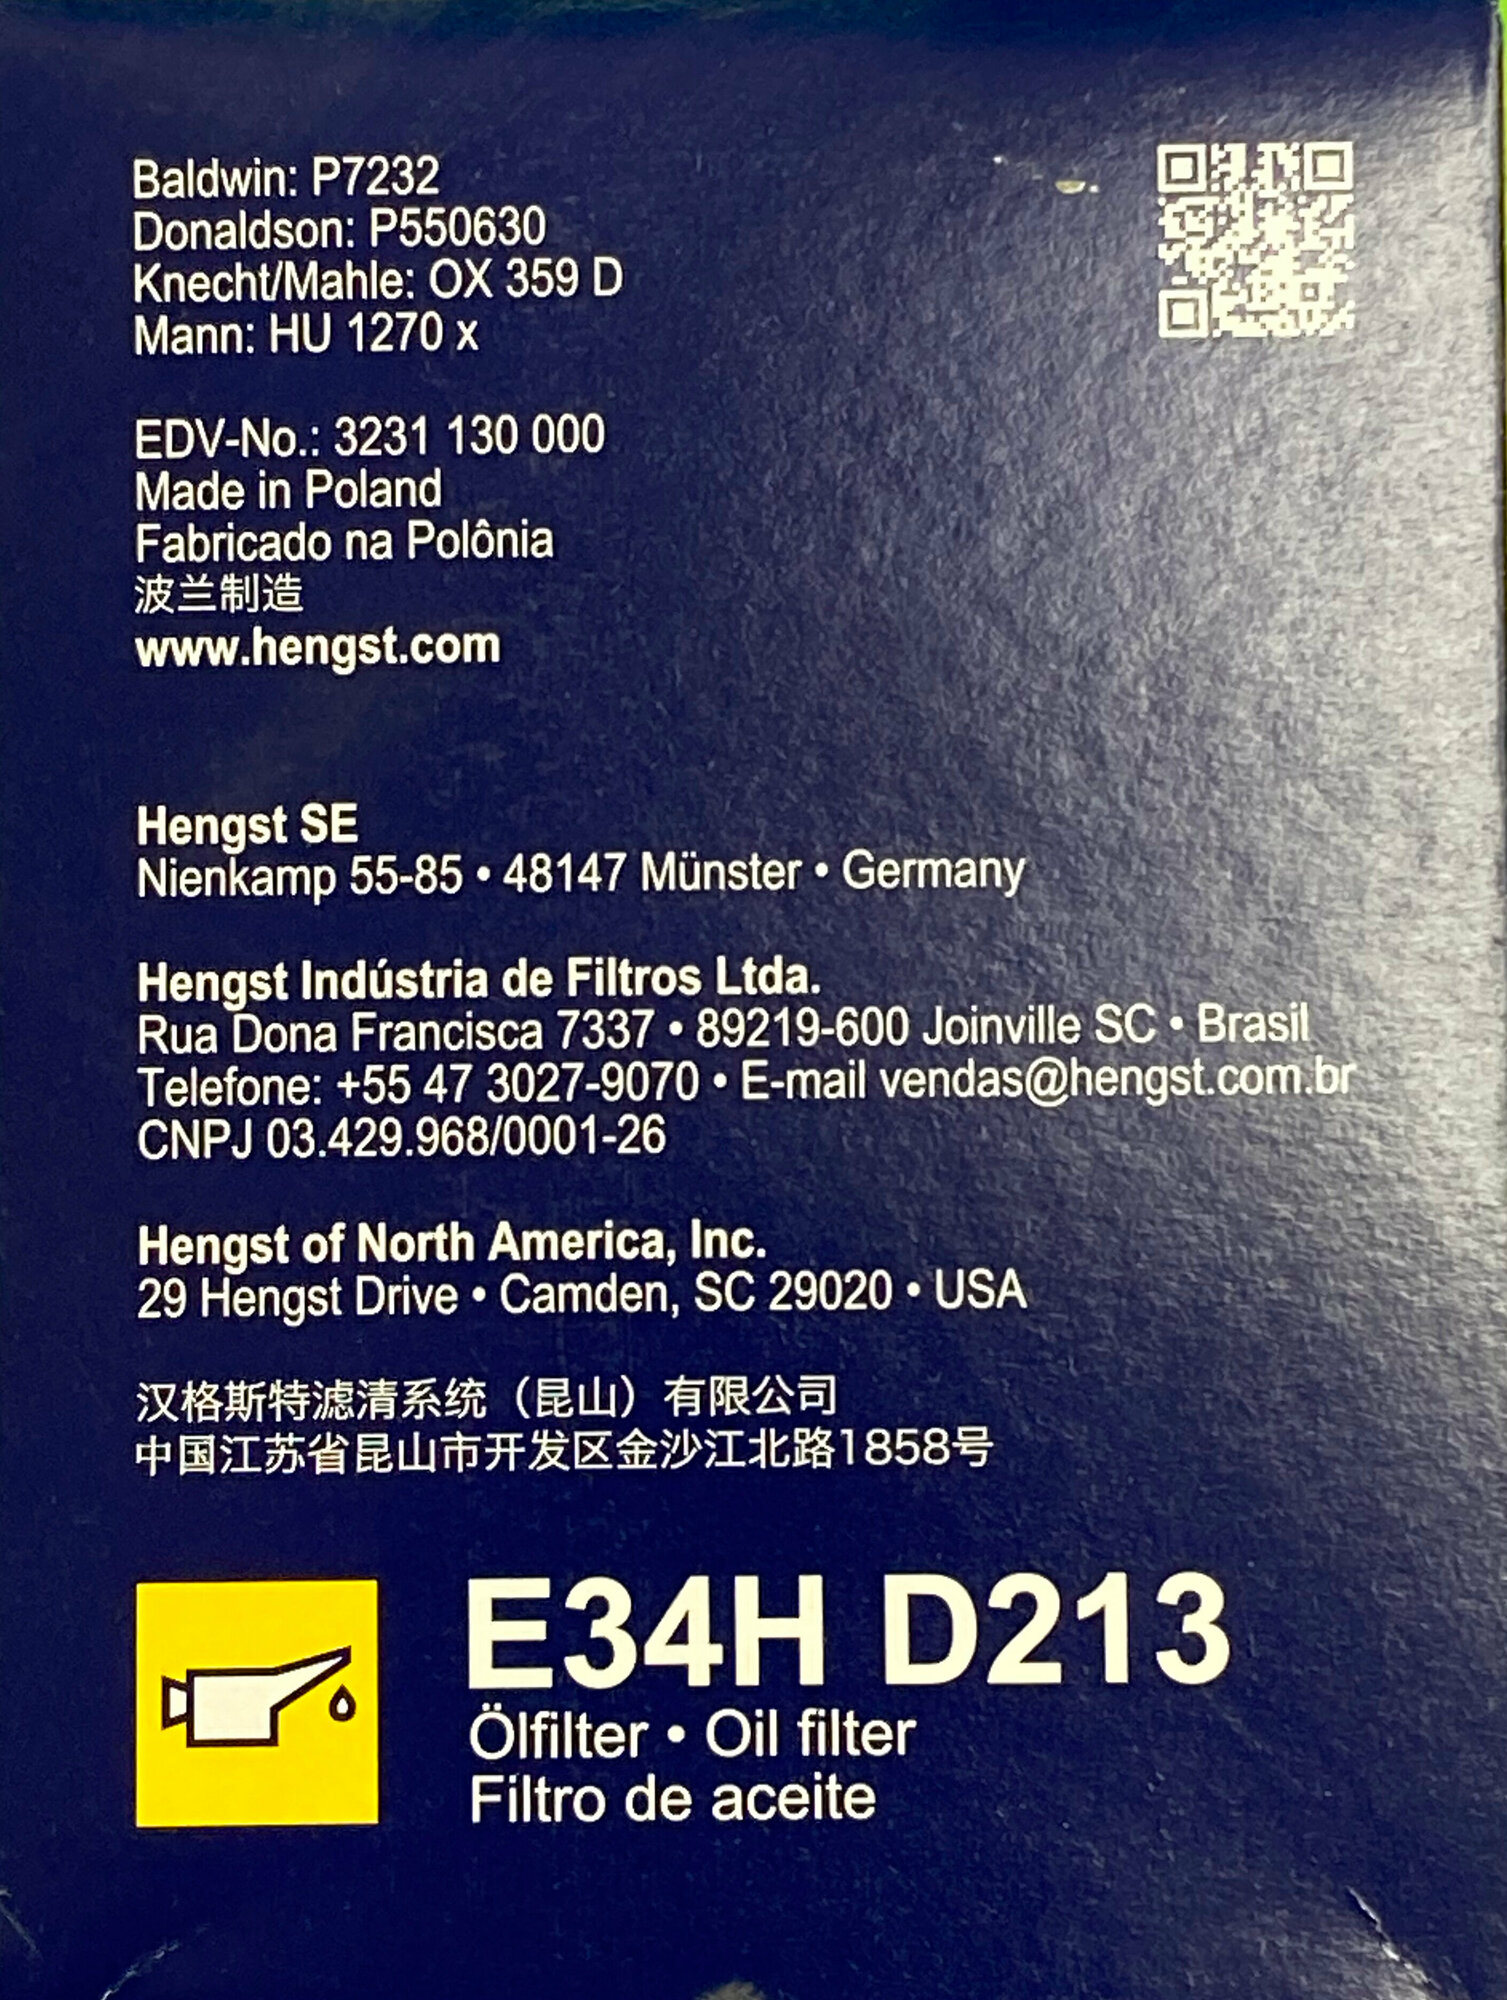 Baldwin: P7232
Donaldson: P550630
Knecht/Mahle: OX 359 D
Mann: HU 1270 x
EDV-No.: 3231 130 000
Made in Poland
Fabricado na Polônia
波兰制造
www.hengst.com
Hengst SE
Nienkamp 55-85 • 48147 Münster • Germany
Hengst Indústria de Filtros Ltda.
Rua Dona Francisca 7337 • 89219-600 Joinville SC • Brasil
Telefone: +55 47 3027-9070 • E-mail vendas@hengst.com.br
CNPJ 03.429.968/0001-26
Hengst of North America, Inc.
29 Hengst Drive • Camden, SC 29020 • USA
汉格斯特滤清系统（昆山）有限公司
中国江苏省昆山市开发区金沙江北路1858号
E34H D213
Ölfilter • Oil filter
Filtro de aceite